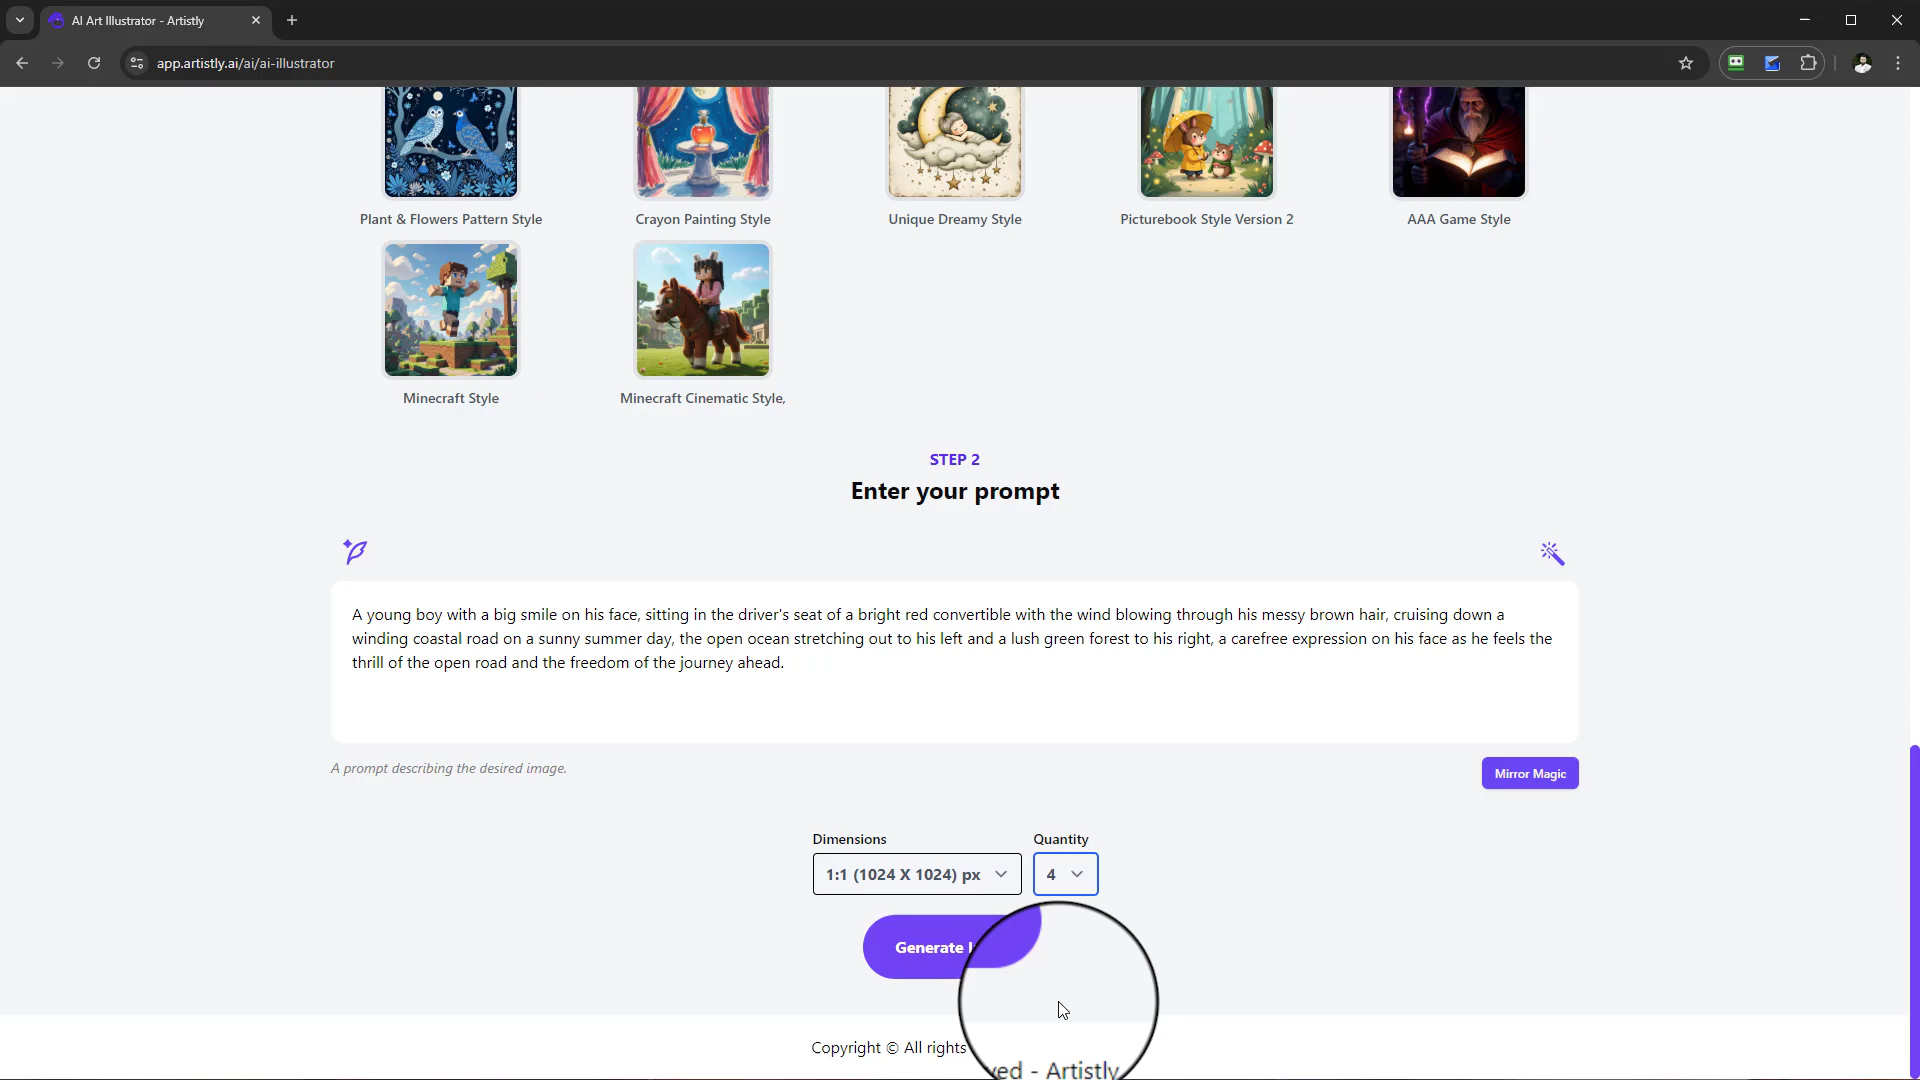 AI Art Illustrator - Artistly
app.artistly.ai/ai/ai-illustrator
Plant & Flowers Pattern Style
Crayon Painting Style
Unique Dreamy Style
Picturebook Style Version 2
AAA Game Style
Minecraft Style
Minecraft Cinematic Style,
STEP 2
Enter your prompt
A young boy with a big smile on his face, sitting in the driver's seat of a bright red convertible with the wind blowing through his messy brown hair, cruising down a
winding coastal road on a sunny summer day, the open ocean stretching out to his left and a lush green forest to his right, a carefree expression on his face as he feels the
thrill of the open road and the freedom of the journey ahead.
A prompt describing the desired image.
Mirror Magic
Dimensions
Quantity
1:1 (1024 X 1024) px
4
Generate
Copyright © All rights
ved - Artistly